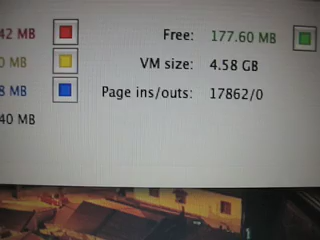 42 MB Free: 177.60 MB
0 MB VM size: 4.58 GB
8 MB Page ins/outs: 17862/0
40 MB